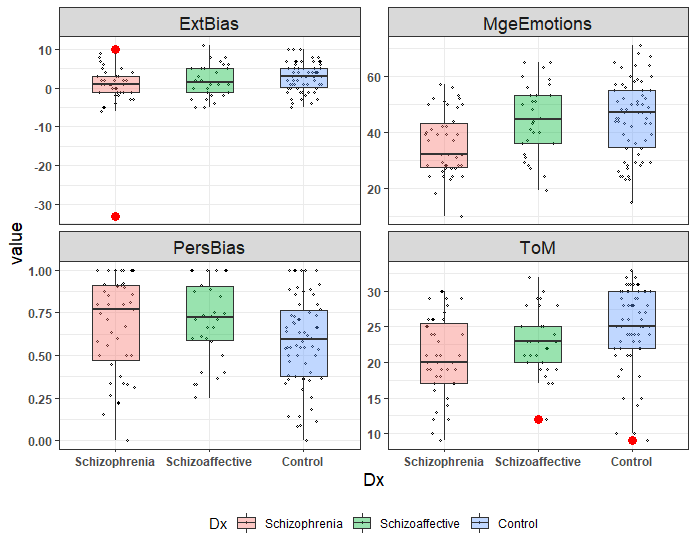 ExtBias
MgeEmotions
10
0
-10
-20
-30
60
40
20
value
PersBias
ToM
1.00
0.75
0.50
0.25
0.00
30
25
20
15
10
Schizophrenia Schizoaffective Control
Schizophrenia Schizoaffective Control
Dx
Dx Schizophrenia Schizoaffective Control